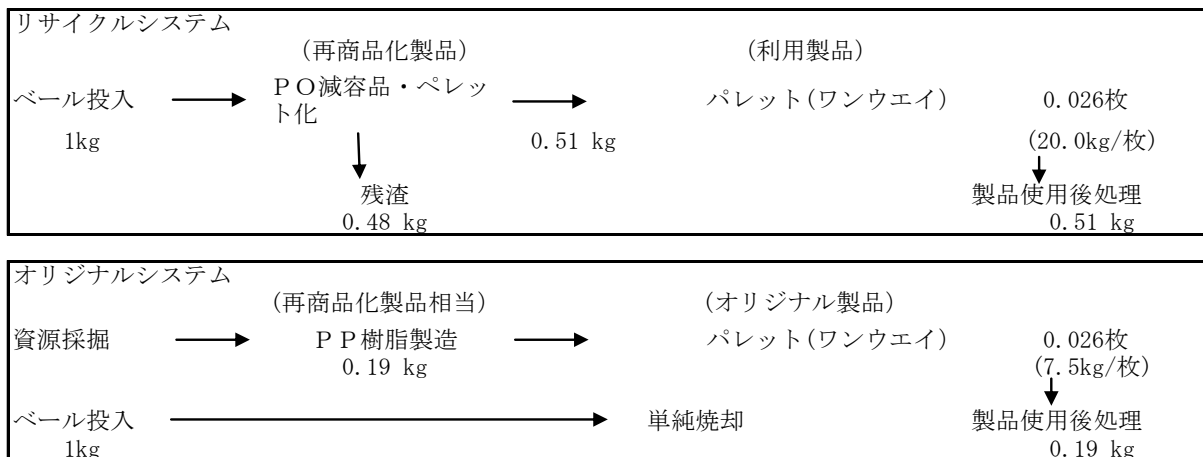 リサイクルシステム
(再商品化製品) (利用製品)
ベール投入 ＰＯ減容品・ペレット化 パレット(ワンウエイ) 0.026枚
1kg 0.51 kg (20.0kg/枚)
残渣 製品使用後処理
0.48 kg 0.51 kg
オリジナルシステム
(再商品化製品相当) (オリジナル製品)
資源採掘 ＰＰ樹脂製造 パレット(ワンウエイ) 0.026枚
0.19 kg (7.5kg/枚)
ベール投入 単純焼却 製品使用後処理
1kg 0.19 kg